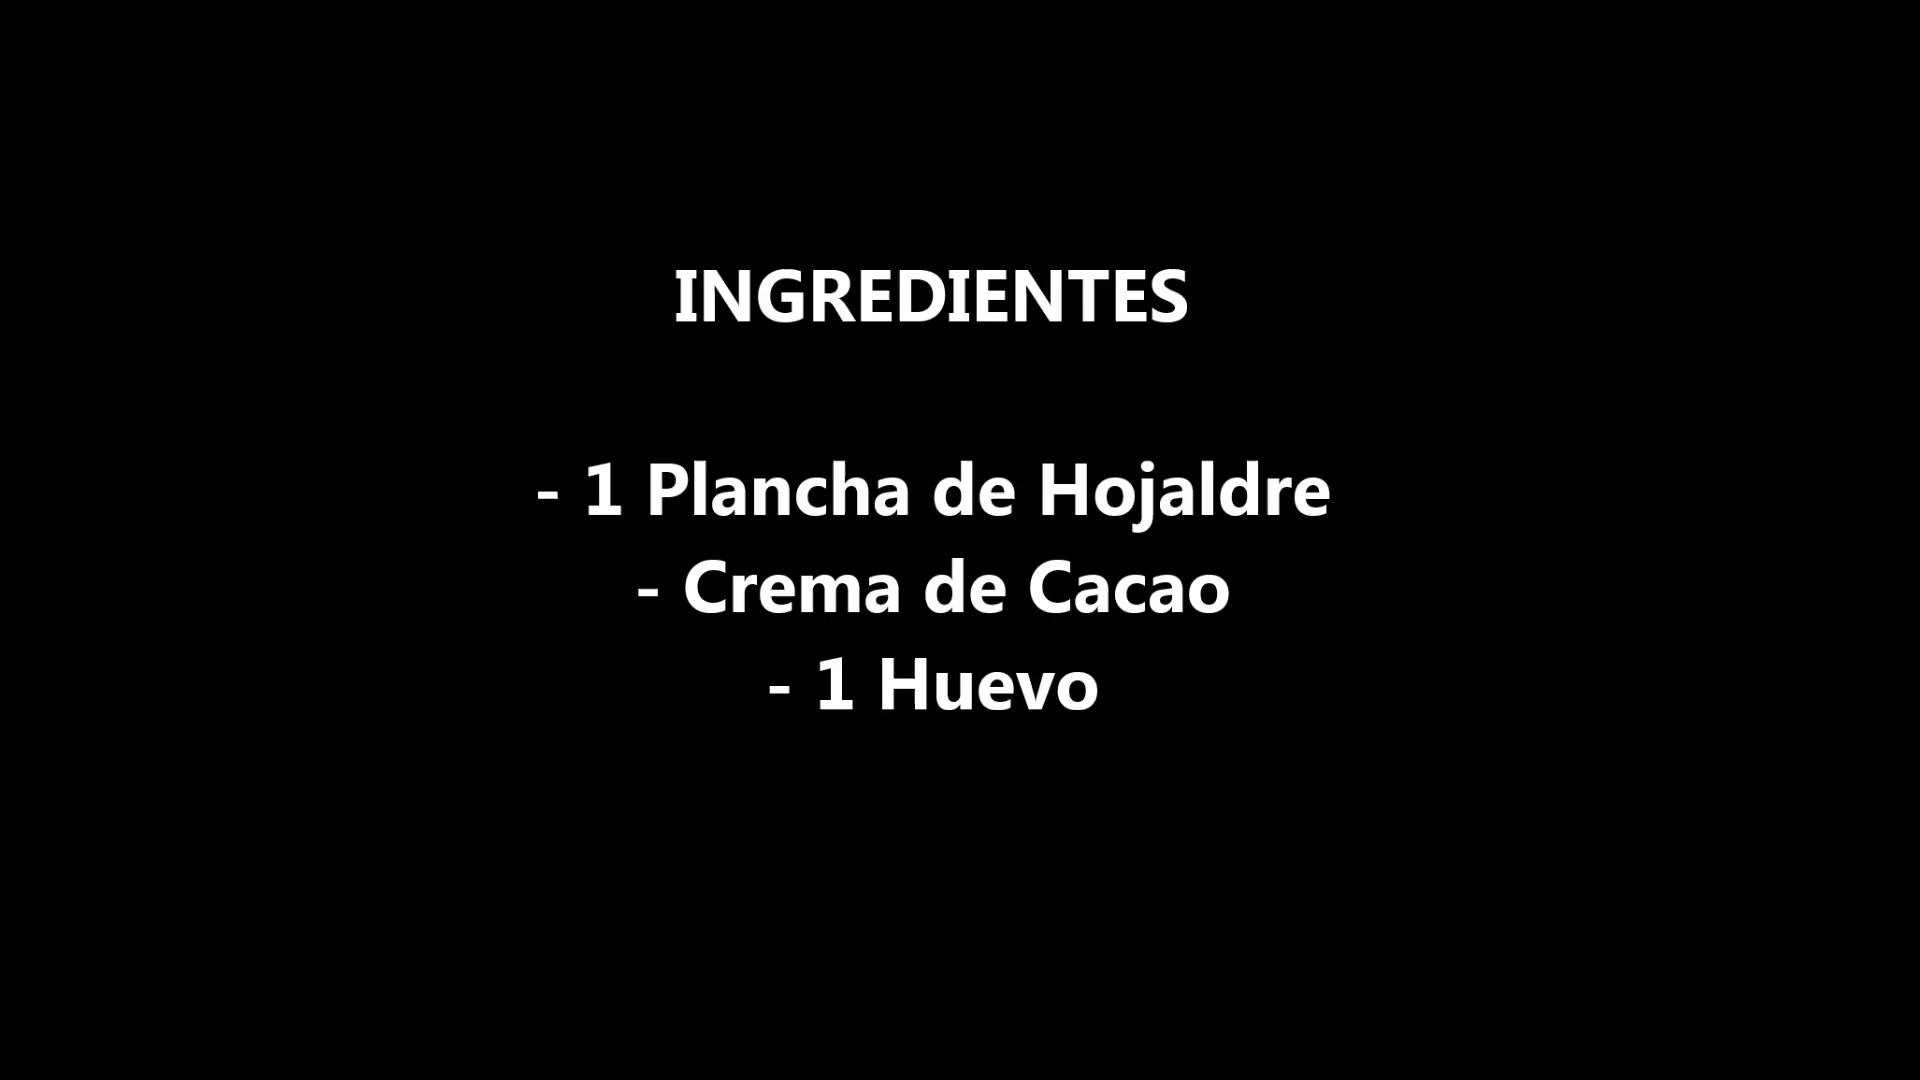 INGREDIENTES
- 1 Plancha de Hojaldre
- Crema de Cacao
- 1 Huevo